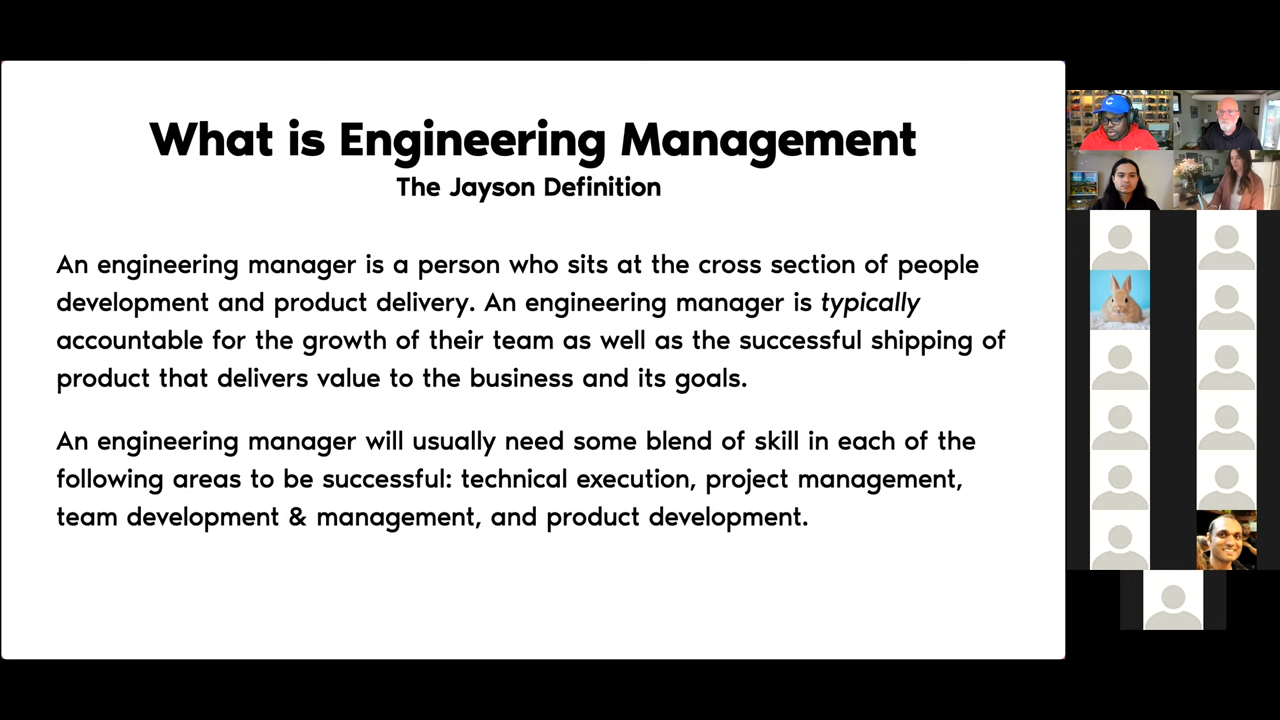 What is Engineering Management
The Jayson Definition
An engineering manager is a person who sits at the cross section of people
development and product delivery. An engineering manager is typically
accountable for the growth of their team as well as the successful shipping of
product that delivers value to the business and its goals.
An engineering manager will usually need some blend of skill in each of the
following areas to be successful: technical execution, project management,
team development & management, and product development.